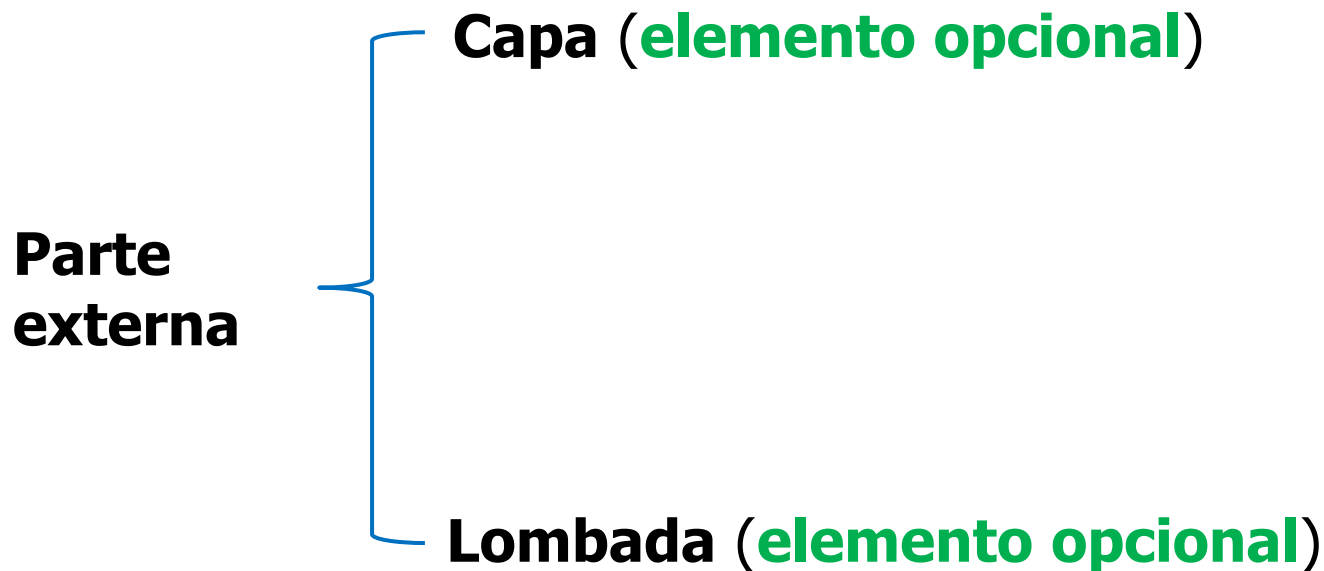 Capa (elemento opcional)
Parte
externa
Lombada (elemento opcional)